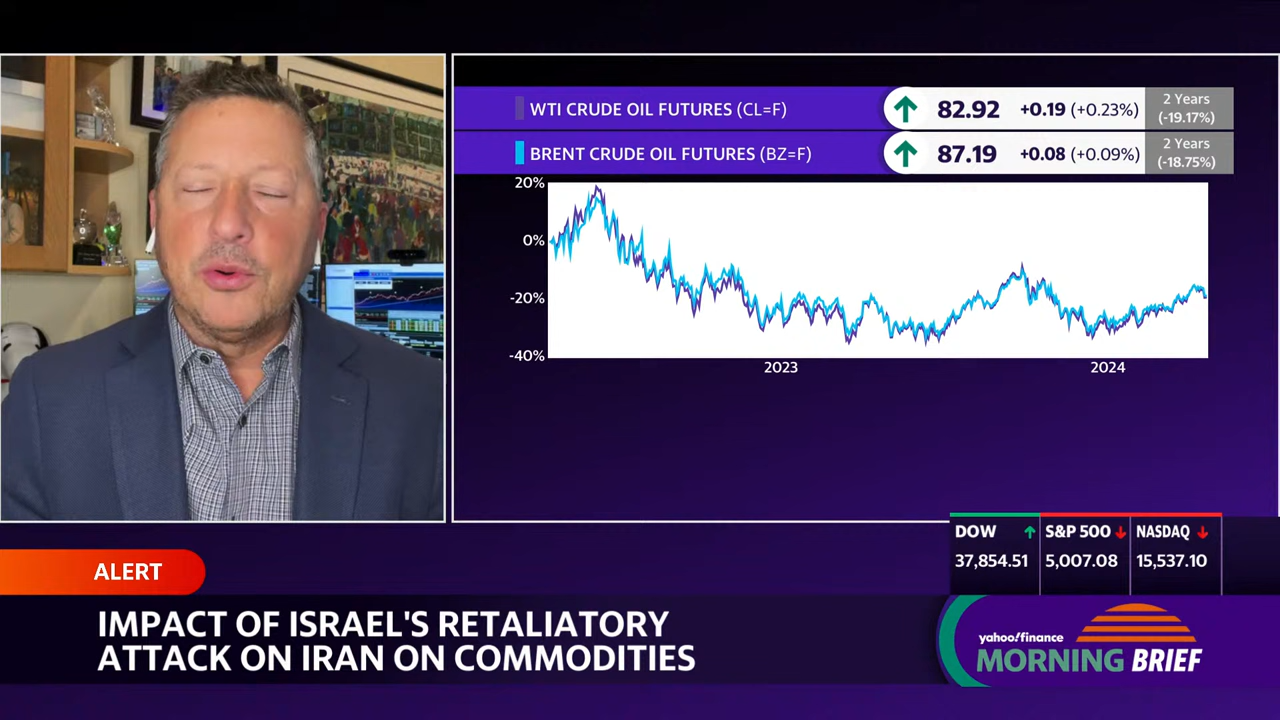 WTI CRUDE OIL FUTURES (CL=F)
82.92
+0.19 (+0.23%)
2 Years
(-19.17%)
BRENT CRUDE OIL FUTURES (BZ=F)
87.19
+0.08 (+0.09%)
2 Years
(-18.75%)
20%
0%
-20%
-40%
2023
2024
DOW
37,854.51
S&P 500
5,007.08
NASDAQ
15,537.10
ALERT
IMPACT OF ISRAEL'S RETALIATORY
ATTACK ON IRAN ON COMMODITIES
yahoo!finance
MORNING BRIEF